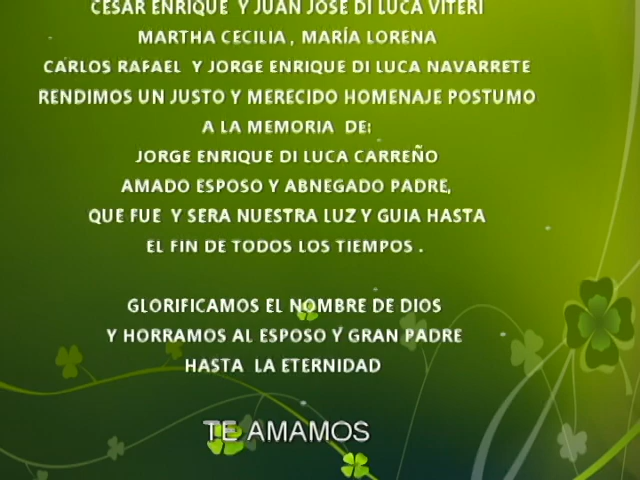 CESAR ENRIQUE Y JUAN JOSE DI LUCA VITERI
MARTHA CECILIA, MARÍA LORENA
CARLOS RAFAEL Y JORGE ENRIQUE DI LUCA NAVARRETE
RENDIMOS UN JUSTO Y MERECIDO HOMENAJE POSTUMO
A LA MEMORIA DE:
JORGE ENRIQUE DI LUCA CARREÑO
AMADO ESPOSO Y ABNEGADO PADRE,
QUE FUE Y SERA NUESTRA LUZ Y GUIA HASTA
EL FIN DE TODOS LOS TIEMPOS.
GLORIFICAMOS EL NOMBRE DE DIOS
Y HORRAMOS AL ESPOSO Y GRAN PADRE
HASTA LA ETERNIDAD
TE AMAMOS